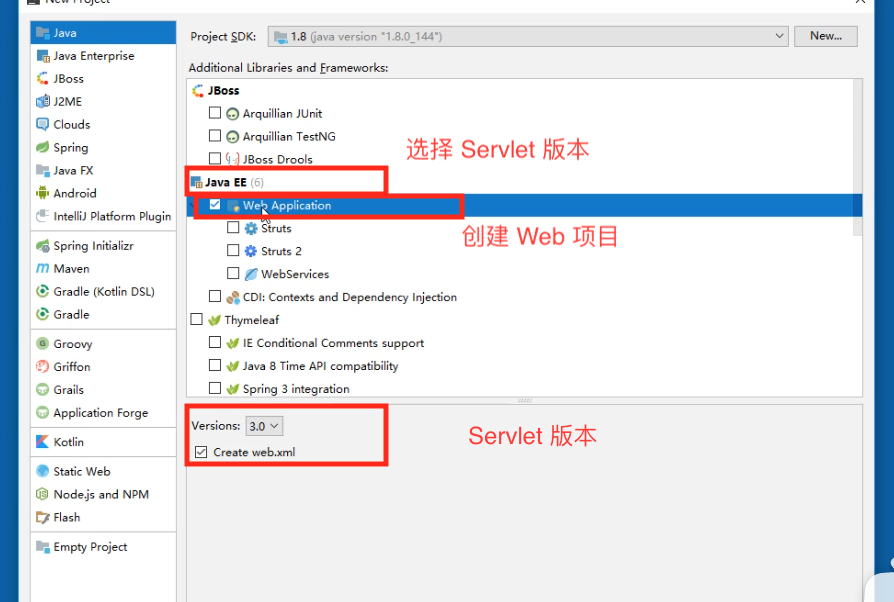 New Project
Java
Java Enterprise
JBoss
J2ME
Clouds
Spring
Java FX
Android
IntelliJ Platform Plugin
Spring Initializr
Maven
Gradle (Kotlin DSL)
Gradle
Groovy
Griffon
Grails
Application Forge
Kotlin
Static Web
Node.js and NPM
Flash
Empty Project
Project SDK: 1.8 (java version "1.8.0_144") New...
Additional Libraries and Frameworks:
JBoss
Arquillian JUnit
Arquillian TestNG
JBoss Drools
选择 Servlet 版本
Java EE (6)
Web Application
创建 Web 项目
Struts
Struts 2
WebServices
CDI: Contexts and Dependency Injection
Thymeleaf
IE Conditional Comments support
Java 8 Time API compatibility
Spring 3 integration
Versions: 3.0
Servlet 版本
Create web.xml